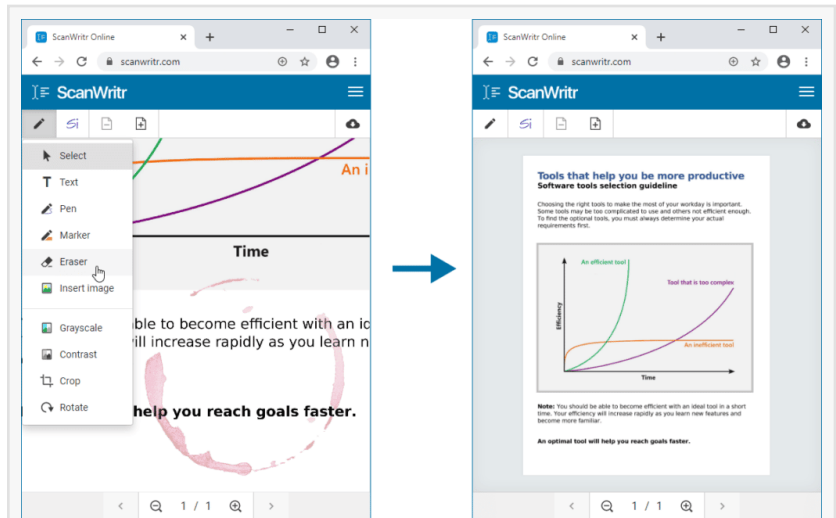 ScanWritr Online
scanwritr.com
ScanWritr
Si
Select
Text
Pen
Marker
Eraser
Insert image
Grayscale
Contrast
Crop
Rotate
An i
Time
ble to become efficient with an id
ill increase rapidly as you learn n
help you reach goals faster.
1 / 1
ScanWritr Online
scanwritr.com
ScanWritr
Si
Tools that help you be more productive
Software tools selection guideline
Choosing the right tools to make the most of your workday is important.
Some tools may be too complicated to use and others not efficient enough.
To find the optional tools, you must always determine your actual
requirements first.
An efficient tool
Tool that is too complex
Efficiency
An inefficient tool
Time
Note: You should be able to become efficient with an ideal tool in a short
time. Your efficiency will increase rapidly as you learn new features and
become more familiar.
An optimal tool will help you reach goals faster.
1 / 1